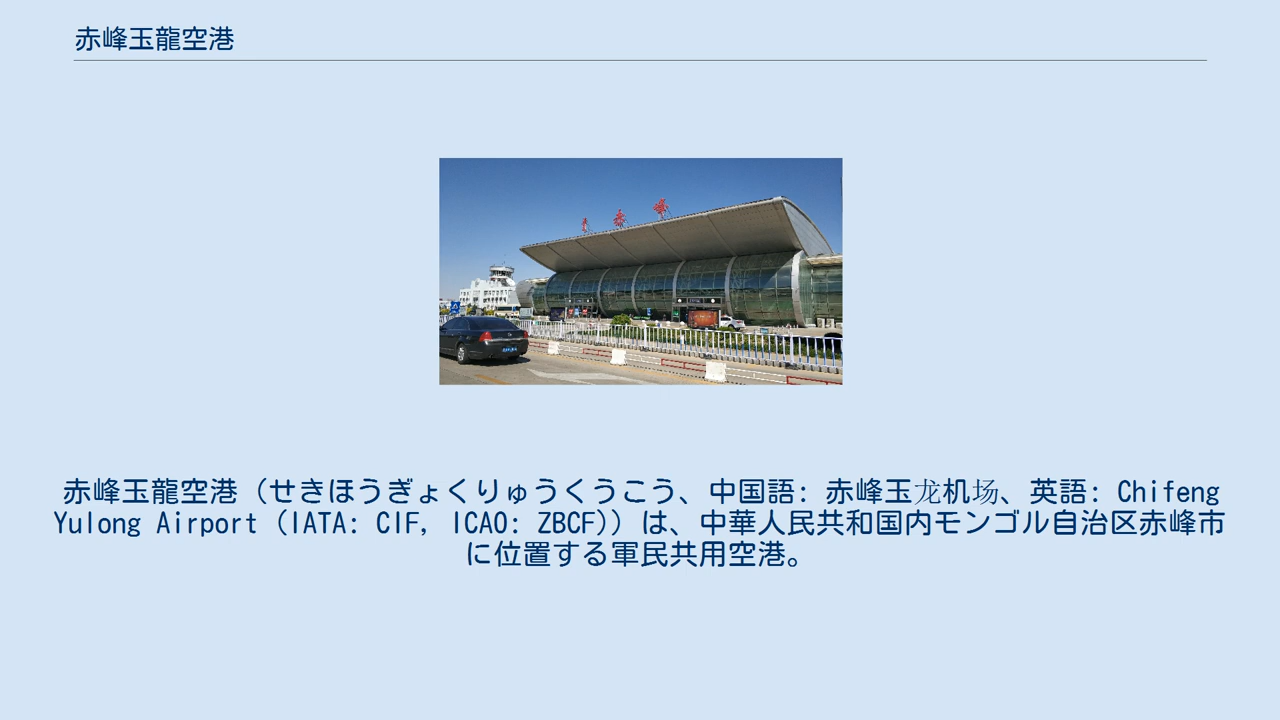 赤峰玉龍空港
赤峰
赤峰玉龍空港（せきほうぎょくりゅうくうこう、中国語: 赤峰玉龙机场、英語: Chifeng
Yulong Airport (IATA: CIF, ICAO: ZBCF)）は、中華人民共和国内モンゴル自治区赤峰市
に位置する軍民共用空港。